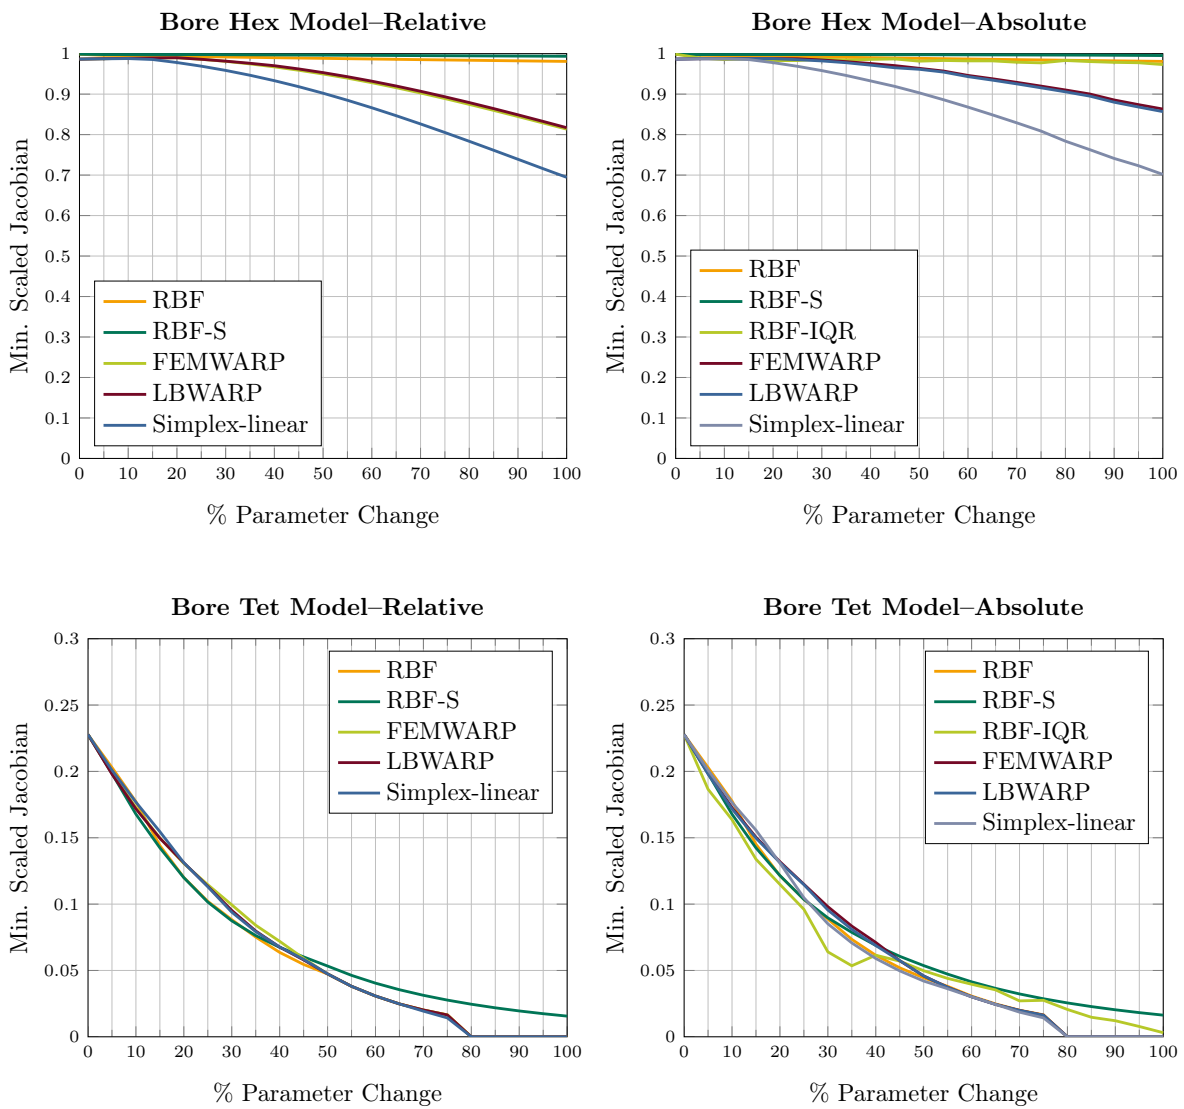 Bore Hex Model–Relative
Min. Scaled Jacobian
1
0.9
0.8
0.7
0.6
0.5
0.4
0.3
0.2
0.1
0
RBF
RBF-S
FEMWARP
LBWARP
Simplex-linear
0 10 20 30 40 50 60 70 80 90 100
% Parameter Change
Bore Hex Model–Absolute
Min. Scaled Jacobian
1
0.9
0.8
0.7
0.6
0.5
0.4
0.3
0.2
0.1
0
RBF
RBF-S
RBF-IQR
FEMWARP
LBWARP
Simplex-linear
0 10 20 30 40 50 60 70 80 90 100
% Parameter Change
Bore Tet Model–Relative
Min. Scaled Jacobian
0.3
0.25
0.2
0.15
0.1
0.05
0
RBF
RBF-S
FEMWARP
LBWARP
Simplex-linear
0 10 20 30 40 50 60 70 80 90 100
% Parameter Change
Bore Tet Model–Absolute
Min. Scaled Jacobian
0.3
0.25
0.2
0.15
0.1
0.05
0
RBF
RBF-S
RBF-IQR
FEMWARP
LBWARP
Simplex-linear
0 10 20 30 40 50 60 70 80 90 100
% Parameter Change